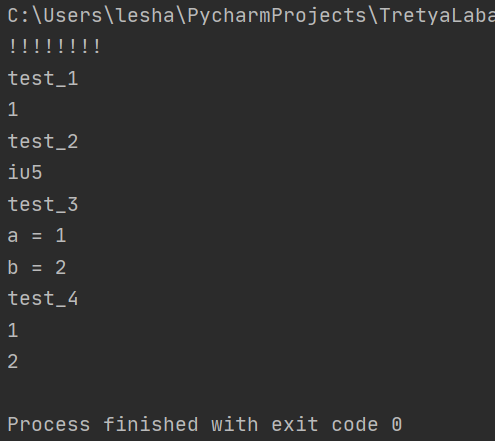 C:\Users\lesha\PycharmProjects\TretyaLaba
!!!!!!!!
test_1
1
test_2
iu5
test_3
a = 1
b = 2
test_4
1
2
Process finished with exit code 0